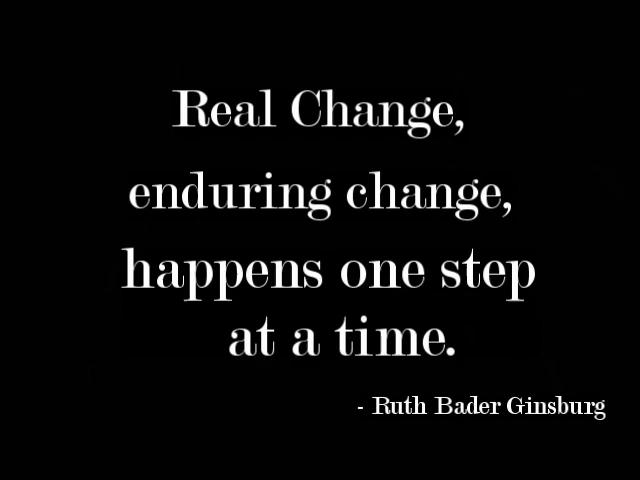 Real Change,
enduring change,
happens one step
at a time.
- Ruth Bader Ginsburg